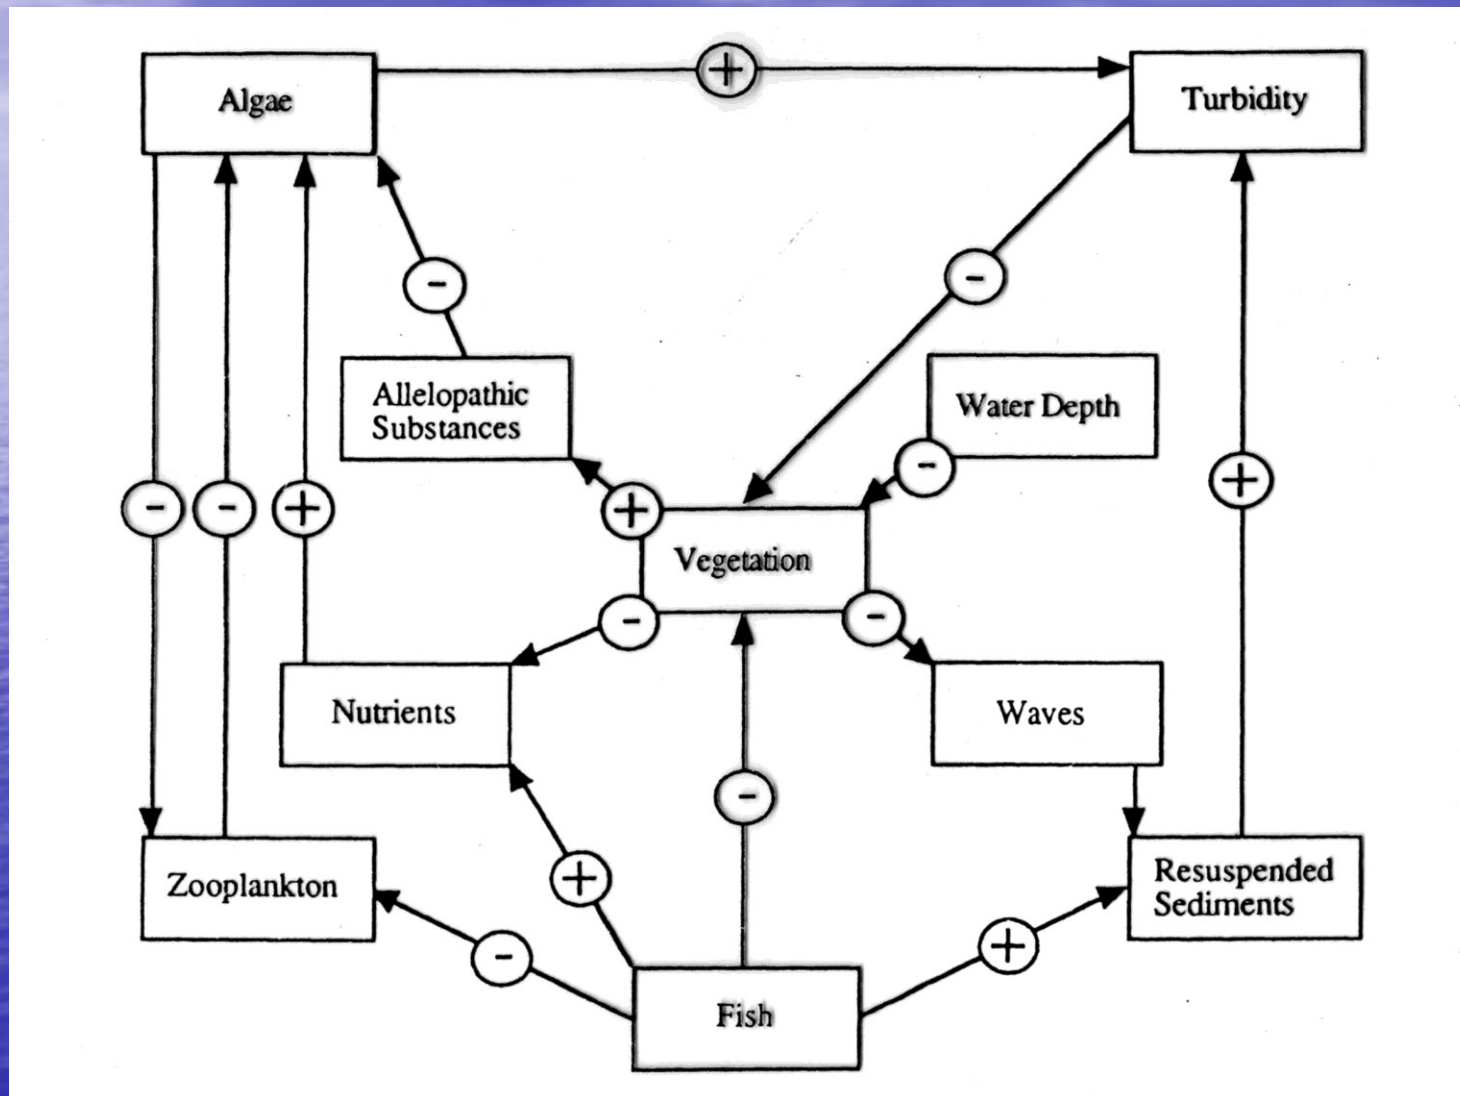 Algae
+
Turbidity
-
-
Allelopathic
Substances
Water Depth
-
+
-
-
+
+
Vegetation
-
-
Nutrients
Waves
-
+
Zooplankton
Resuspended
Sediments
-
+
Fish